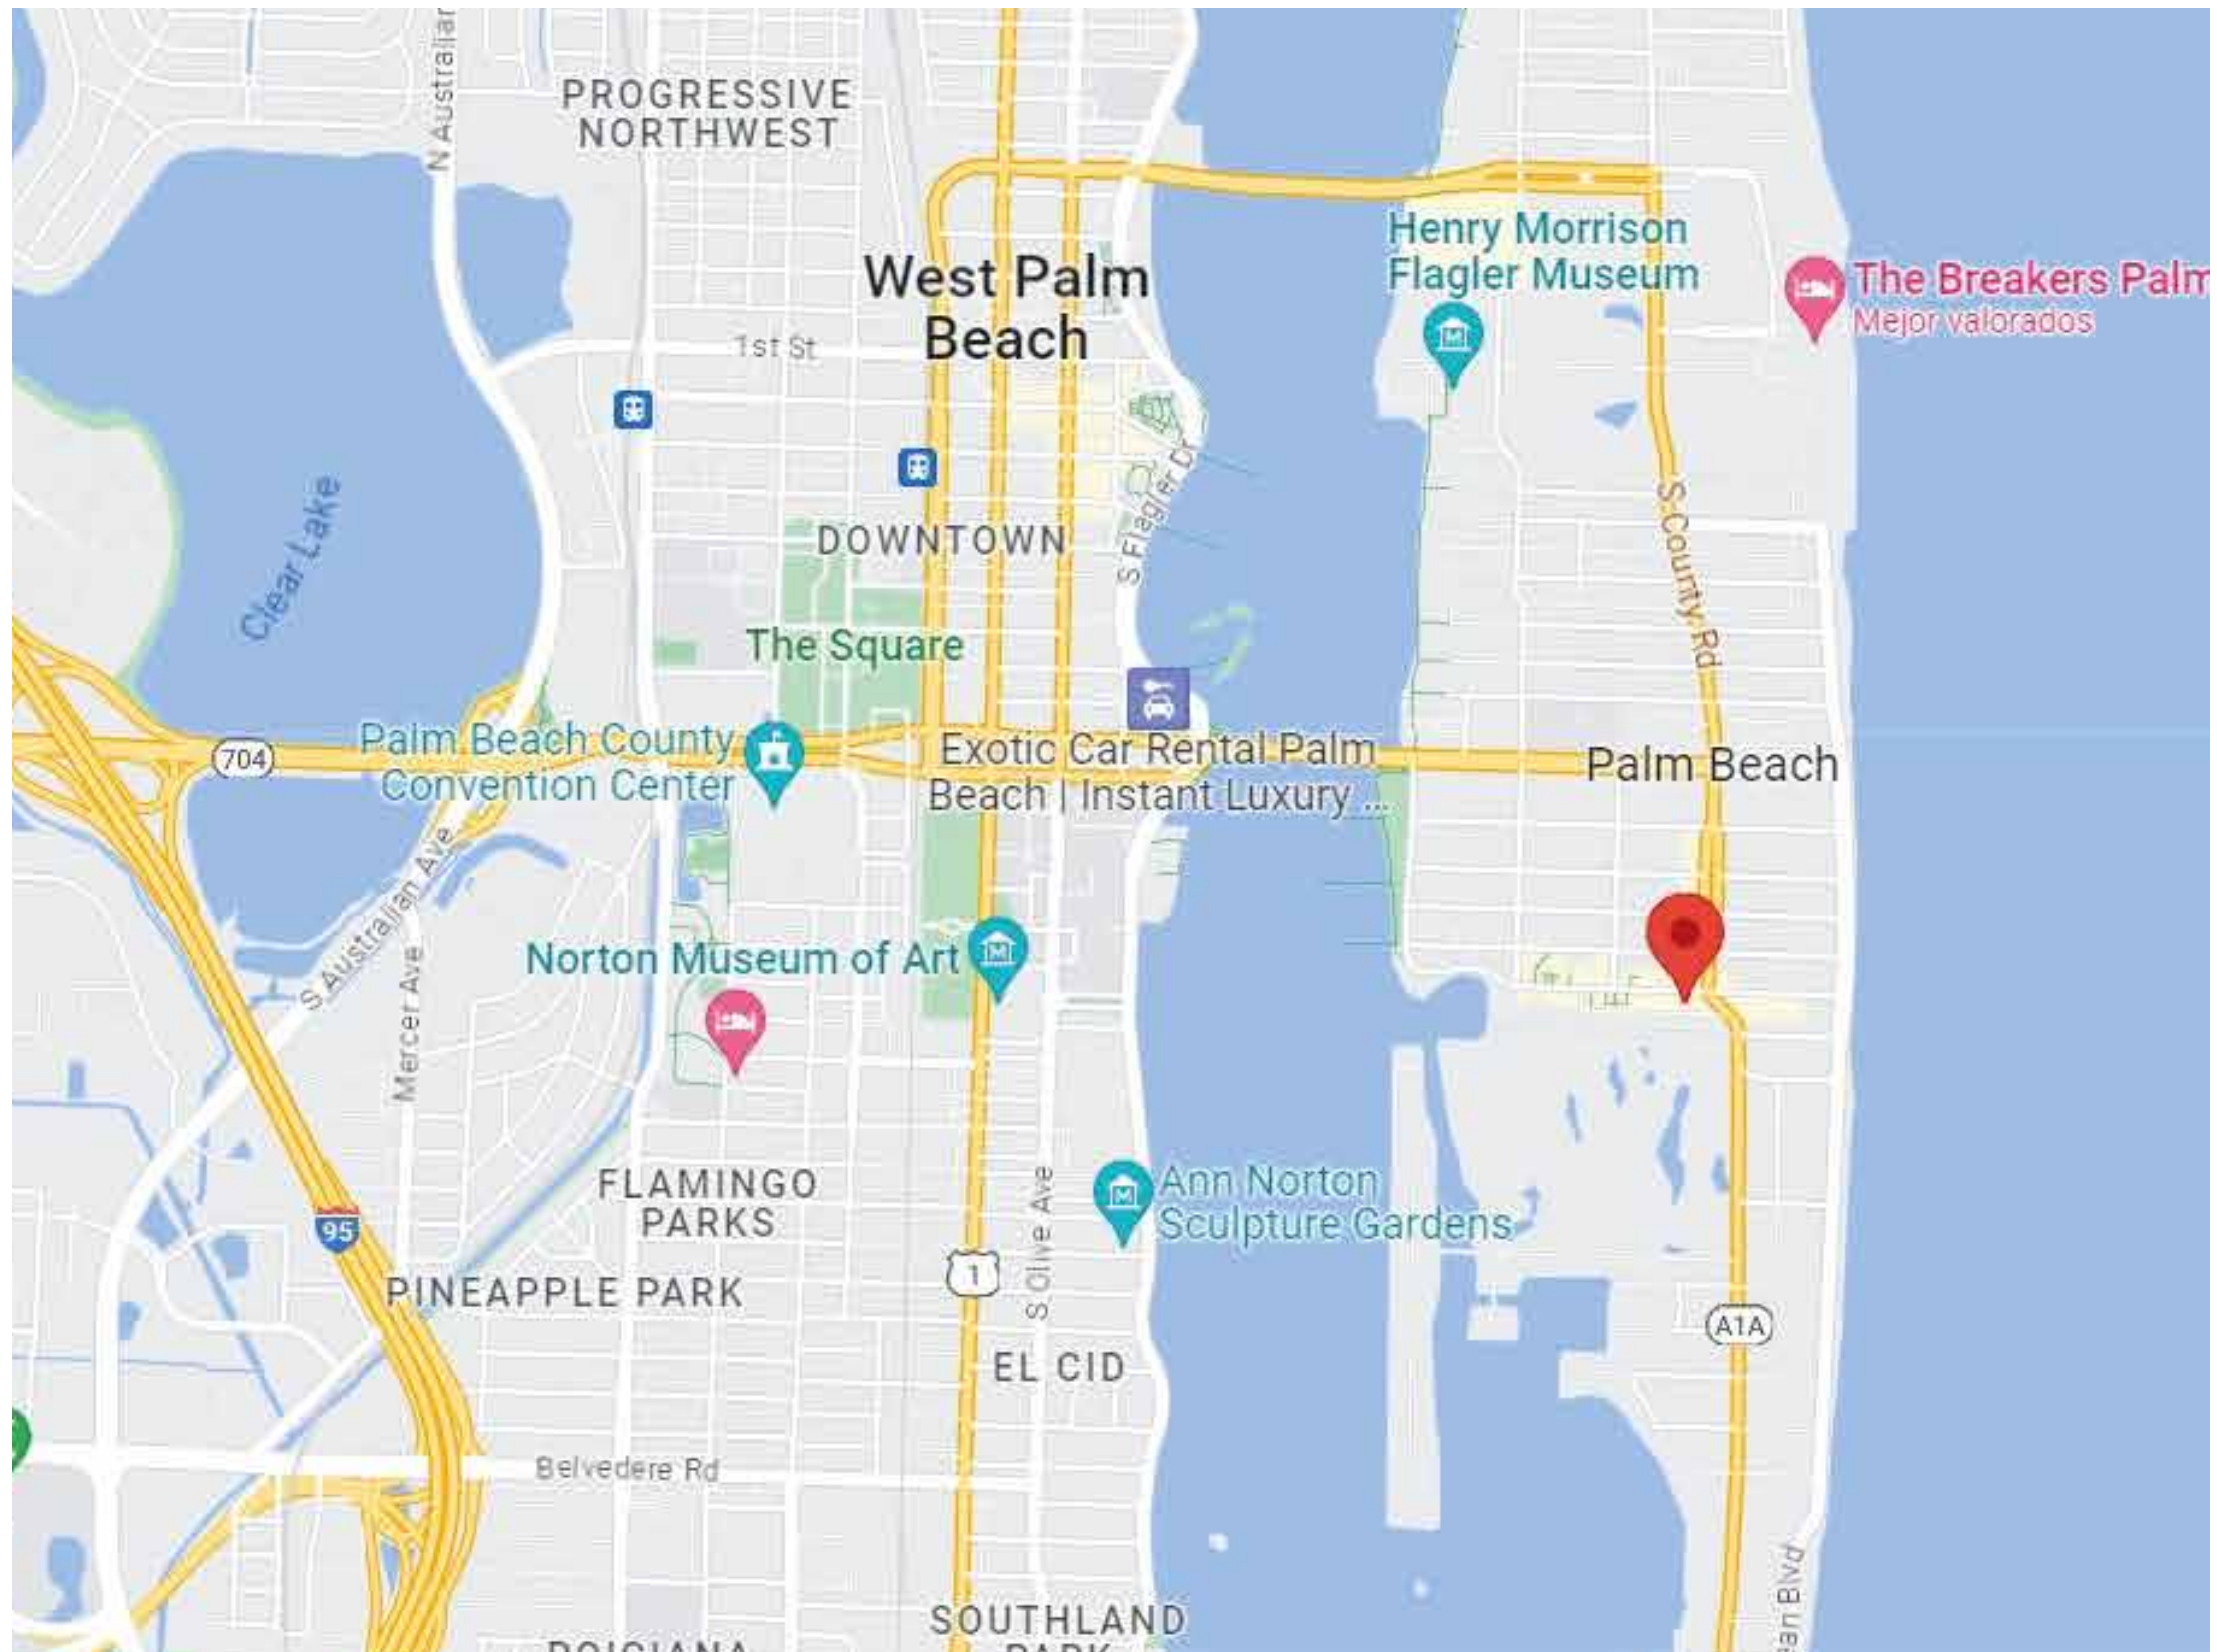 N Australian
PROGRESSIVE
NORTHWEST
Henry Morrison
Flagler Museum
West Palm
Beach
The Breakers Palm
Mejor valorados
1st St
Clear Lake
S Flagler Dr
S County Rd
DOWNTOWN
The Square
Palm Beach County
Convention Center
704
Exotic Car Rental Palm
Beach | Instant Luxury ...
Palm Beach
S Australian Ave
Mercer Ave
Norton Museum of Art
FLAMINGO
PARKS
Ann Norton
Sculpture Gardens
95
1
S Olive Ave
PINEAPPLE PARK
A1A
EL CID
Belvedere Rd
SOUTHLAND
PARK
Blvd